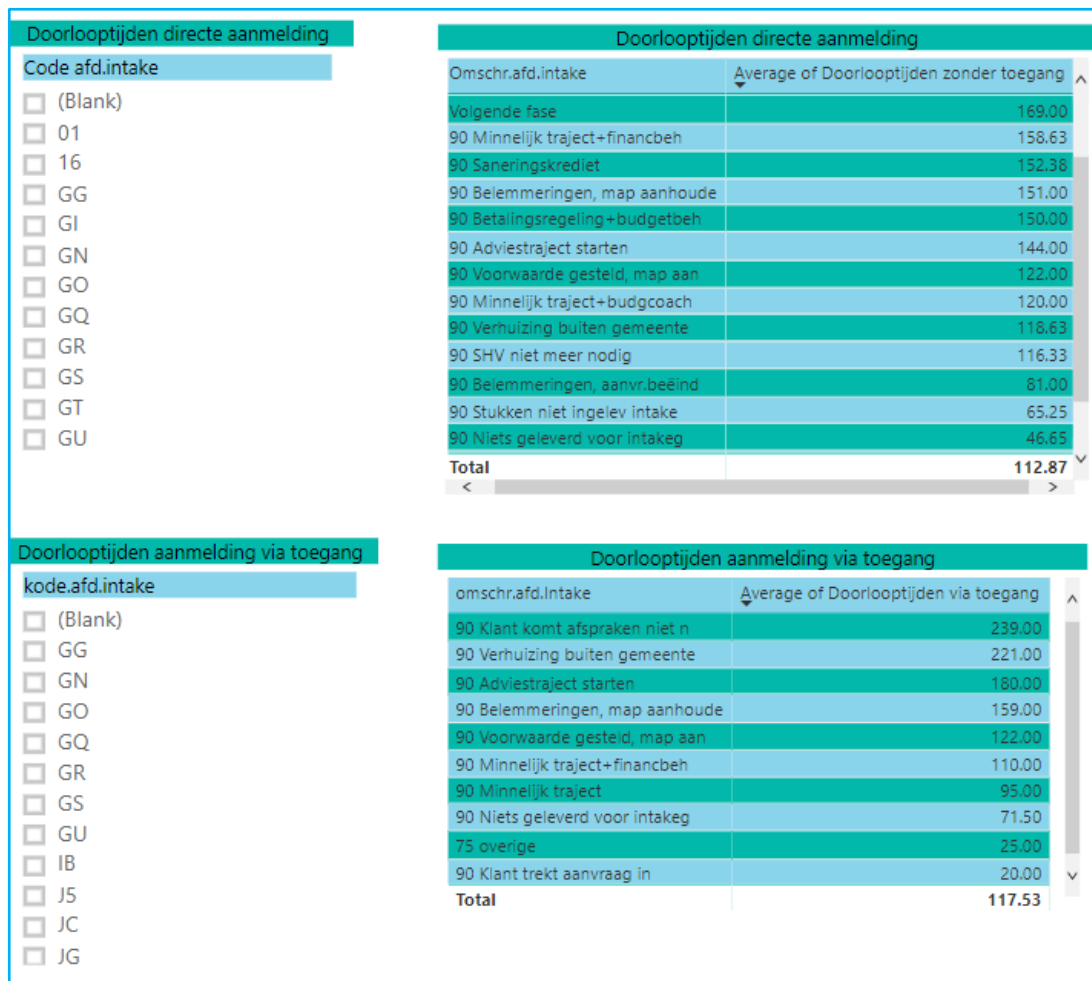 Doorlooptijden directe aanmelding
Code afd.intake
(Blank)
01
16
GG
GI
GN
GO
GQ
GR
GS
GT
GU
Doorlooptijden directe aanmelding
Omschr.afd.intake Average of Doorlooptijden zonder toegang
Volgende fase 169.00
90 Minnelijk traject+financbeh 158.63
90 Saneringskrediet 152.38
90 Belemmeringen, map aanhoude 151.00
90 Betalingsregeling+budgetbeh 150.00
90 Adviestraject starten 144.00
90 Voorwaarde gesteld, map aan 122.00
90 Minnelijk traject+budgcoach 120.00
90 Verhuizing buiten gemeente 118.63
90 SHV niet meer nodig 116.33
90 Belemmeringen, aanvr.beëind 81.00
90 Stukken niet ingelev intake 65.25
90 Niets geleverd voor intakeg 46.65
Total 112.87
Doorlooptijden aanmelding via toegang
kode.afd.intake
(Blank)
GG
GN
GO
GQ
GR
GS
GU
IB
J5
JC
JG
Doorlooptijden aanmelding via toegang
omschr.afd.Intake Average of Doorlooptijden via toegang
90 Klant komt afspraken niet n 239.00
90 Verhuizing buiten gemeente 221.00
90 Adviestraject starten 180.00
90 Belemmeringen, map aanhoude 159.00
90 Voorwaarde gesteld, map aan 122.00
90 Minnelijk traject+financbeh 110.00
90 Minnelijk traject 95.00
90 Niets geleverd voor intakeg 71.50
75 overige 25.00
90 Klant trekt aanvraag in 20.00
Total 117.53